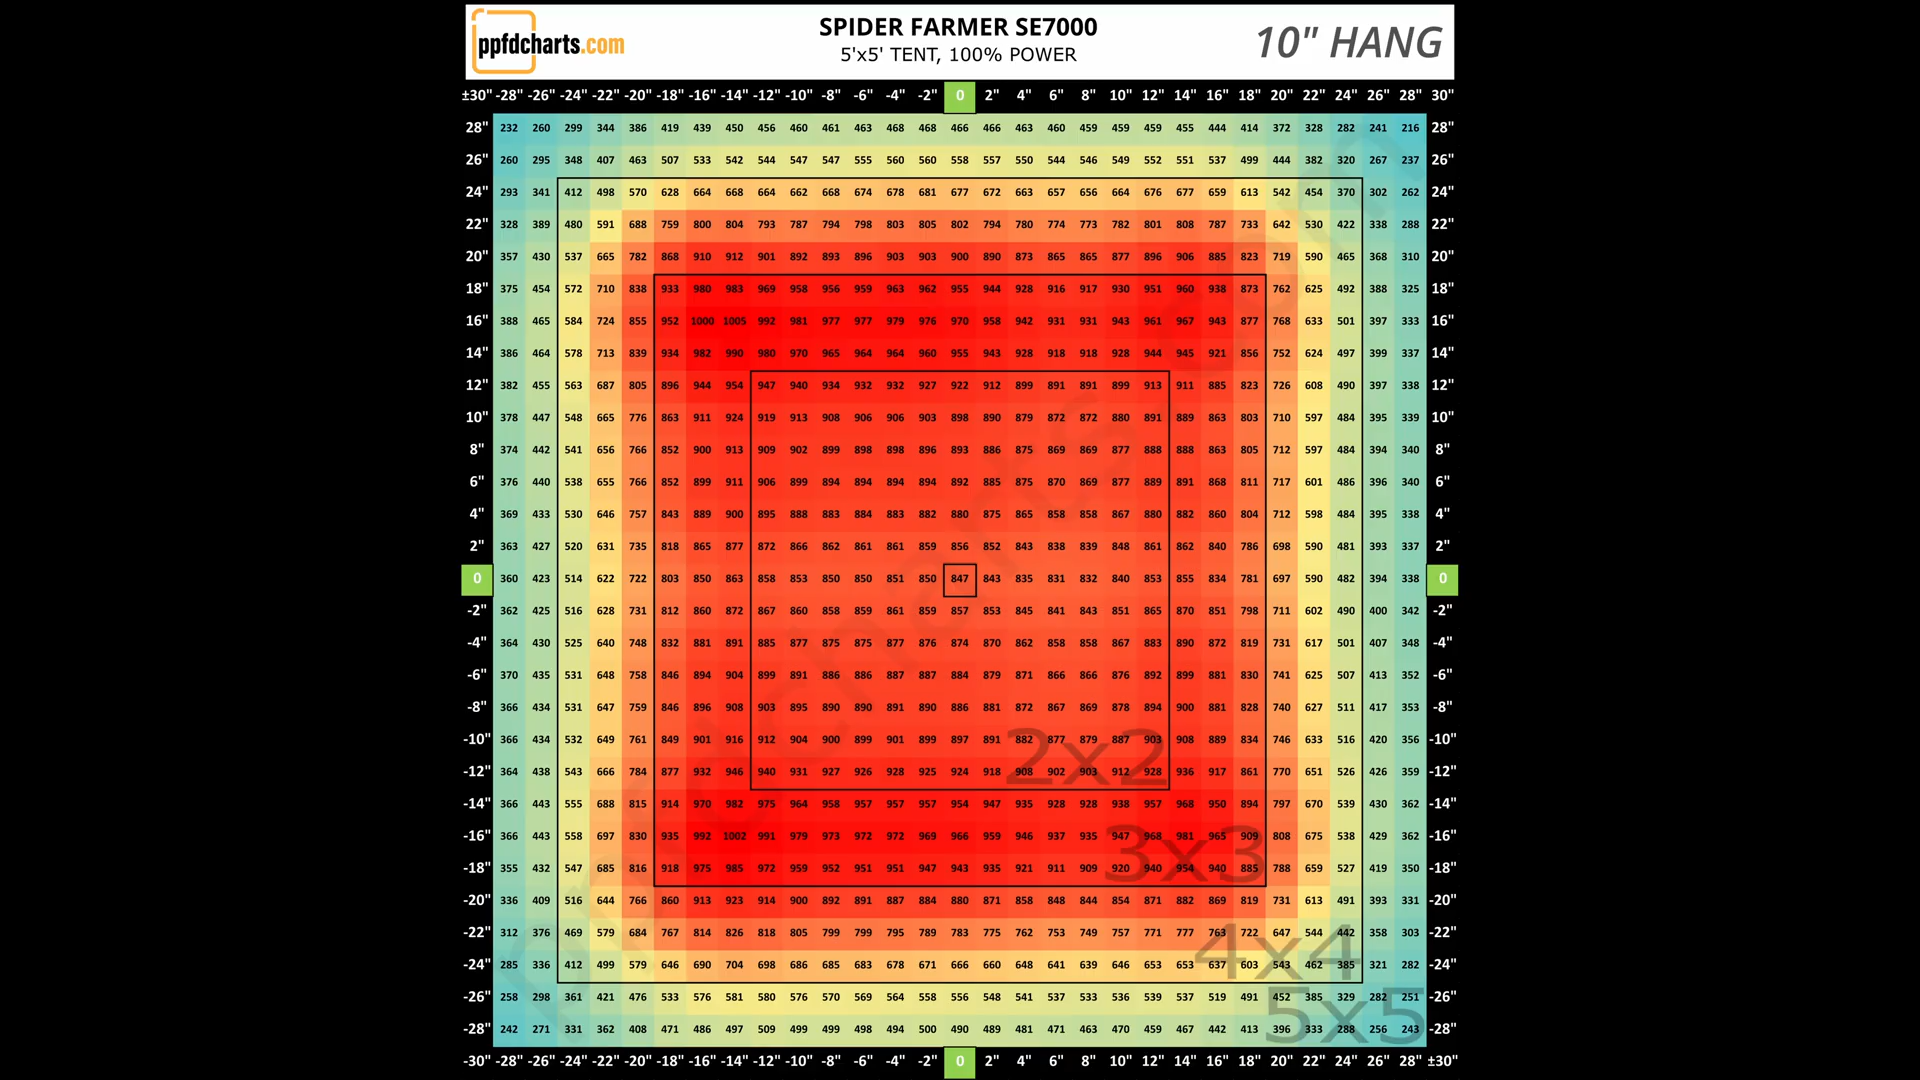 ppfdcharts.com
SPIDER FARMER SE7000
5'x5' TENT, 100% POWER
10" HANG
±30" -28" -26" -24" -22" -20" -18" -16" -14" -12" -10" -8" -6" -4" -2" 0 2" 4" 6" 8" 10" 12" 14" 16" 18" 20" 22" 24" 26" 28" 30"
28" 232 260 299 344 386 419 439 450 456 460 461 463 468 468 466 466 463 460 459 459 459 455 444 414 372 328 282 241 216 28"
26" 260 295 348 407 463 507 533 542 544 547 547 555 560 560 558 557 550 544 546 549 552 551 537 499 444 382 320 267 237 26"
24" 293 341 412 498 570 628 664 668 664 662 668 674 678 681 677 672 663 657 656 664 676 677 659 613 542 454 370 302 262 24"
22" 328 389 480 591 688 759 800 804 793 787 794 798 803 805 802 794 780 774 773 782 801 808 787 733 642 530 422 338 288 22"
20" 357 430 537 665 782 868 910 912 901 892 893 896 903 903 900 890 873 865 865 877 896 906 885 823 719 590 465 368 310 20"
18" 375 454 572 710 838 933 980 983 969 958 956 959 963 962 955 944 928 916 917 930 951 960 938 873 762 625 492 388 325 18"
16" 388 465 584 724 855 952 1000 1005 992 981 977 977 979 976 970 958 942 931 931 943 961 967 943 877 768 633 501 397 333 16"
14" 386 464 578 713 839 934 982 990 980 970 965 964 964 960 955 943 928 918 918 928 944 945 921 856 752 624 497 399 337 14"
12" 382 455 563 687 805 896 944 954 947 940 934 932 932 927 922 912 899 891 891 899 913 911 885 823 726 608 490 397 338 12"
10" 378 447 548 665 776 863 911 924 919 913 908 906 906 903 898 890 879 872 872 880 891 889 863 803 710 597 484 395 339 10"
8" 374 442 541 656 766 852 900 913 909 902 899 898 898 896 893 886 875 869 869 877 888 888 863 805 712 597 484 394 340 8"
6" 376 440 538 655 766 852 899 911 906 899 894 894 894 894 892 885 875 870 869 877 889 891 868 811 717 601 486 396 340 6"
4" 369 433 530 646 757 843 889 900 895 888 883 884 883 882 880 875 865 858 858 867 880 882 860 804 712 598 484 395 338 4"
2" 363 427 520 631 735 818 865 877 872 866 862 861 861 859 856 852 843 838 839 848 861 862 840 786 698 590 481 393 337 2"
0 360 423 514 622 722 803 850 863 858 853 850 850 851 850 847 843 835 831 832 840 853 855 834 781 697 590 482 394 338 0
-2" 362 425 516 628 731 812 860 872 867 860 858 859 861 859 857 853 845 841 843 851 865 870 851 798 711 602 490 400 342 -2"
-4" 364 430 525 640 748 832 881 891 885 877 875 875 877 876 874 870 862 858 858 867 883 890 872 819 731 617 501 407 348 -4"
-6" 370 435 531 648 758 846 894 904 899 891 886 886 887 887 884 879 871 866 866 876 892 899 881 830 741 625 507 413 352 -6"
-8" 366 434 531 647 759 846 896 908 903 895 890 890 891 890 886 881 872 867 869 878 894 900 881 828 740 627 511 417 353 -8"
-10" 366 434 532 649 761 849 901 916 912 904 900 899 901 899 897 891 882 877 879 887 903 908 889 834 746 633 516 420 356 -10"
2x2
-12" 364 438 543 666 784 877 932 946 940 931 927 926 928 925 924 918 908 902 903 912 928 936 917 861 770 651 526 426 359 -12"
-14" 366 443 555 688 815 914 970 982 975 964 958 957 957 957 954 947 935 928 928 938 957 968 950 894 797 670 539 430 362 -14"
-16" 366 443 558 697 830 935 992 1002 991 979 973 972 972 969 966 959 946 937 935 947 968 981 965 909 808 675 538 429 362 -16"
3x3
-18" 355 432 547 685 816 918 975 985 972 959 952 951 951 947 943 935 921 911 909 920 940 954 940 885 788 659 527 419 350 -18"
-20" 336 409 516 644 766 860 913 923 914 900 892 891 887 884 880 871 858 848 844 854 871 882 869 819 731 613 491 393 331 -20"
-22" 312 376 469 579 684 767 814 826 818 805 799 799 795 789 783 775 762 753 749 757 771 777 763 722 647 544 442 358 303 -22"
4x4
-24" 285 336 412 499 579 646 690 704 698 686 685 683 678 671 666 660 648 641 639 646 653 653 637 603 543 462 385 321 282 -24"
-26" 258 298 361 421 476 533 576 581 580 576 570 569 564 558 556 548 541 537 533 536 539 537 519 491 452 385 329 282 251 -26"
5x5
-28" 242 271 331 362 408 471 486 497 509 499 499 498 494 500 490 489 481 471 463 470 459 467 442 413 396 333 288 256 243 -28"
-30" -28" -26" -24" -22" -20" -18" -16" -14" -12" -10" -8" -6" -4" -2" 0 2" 4" 6" 8" 10" 12" 14" 16" 18" 20" 22" 24" 26" 28" ±30"
ppfdcharts.com